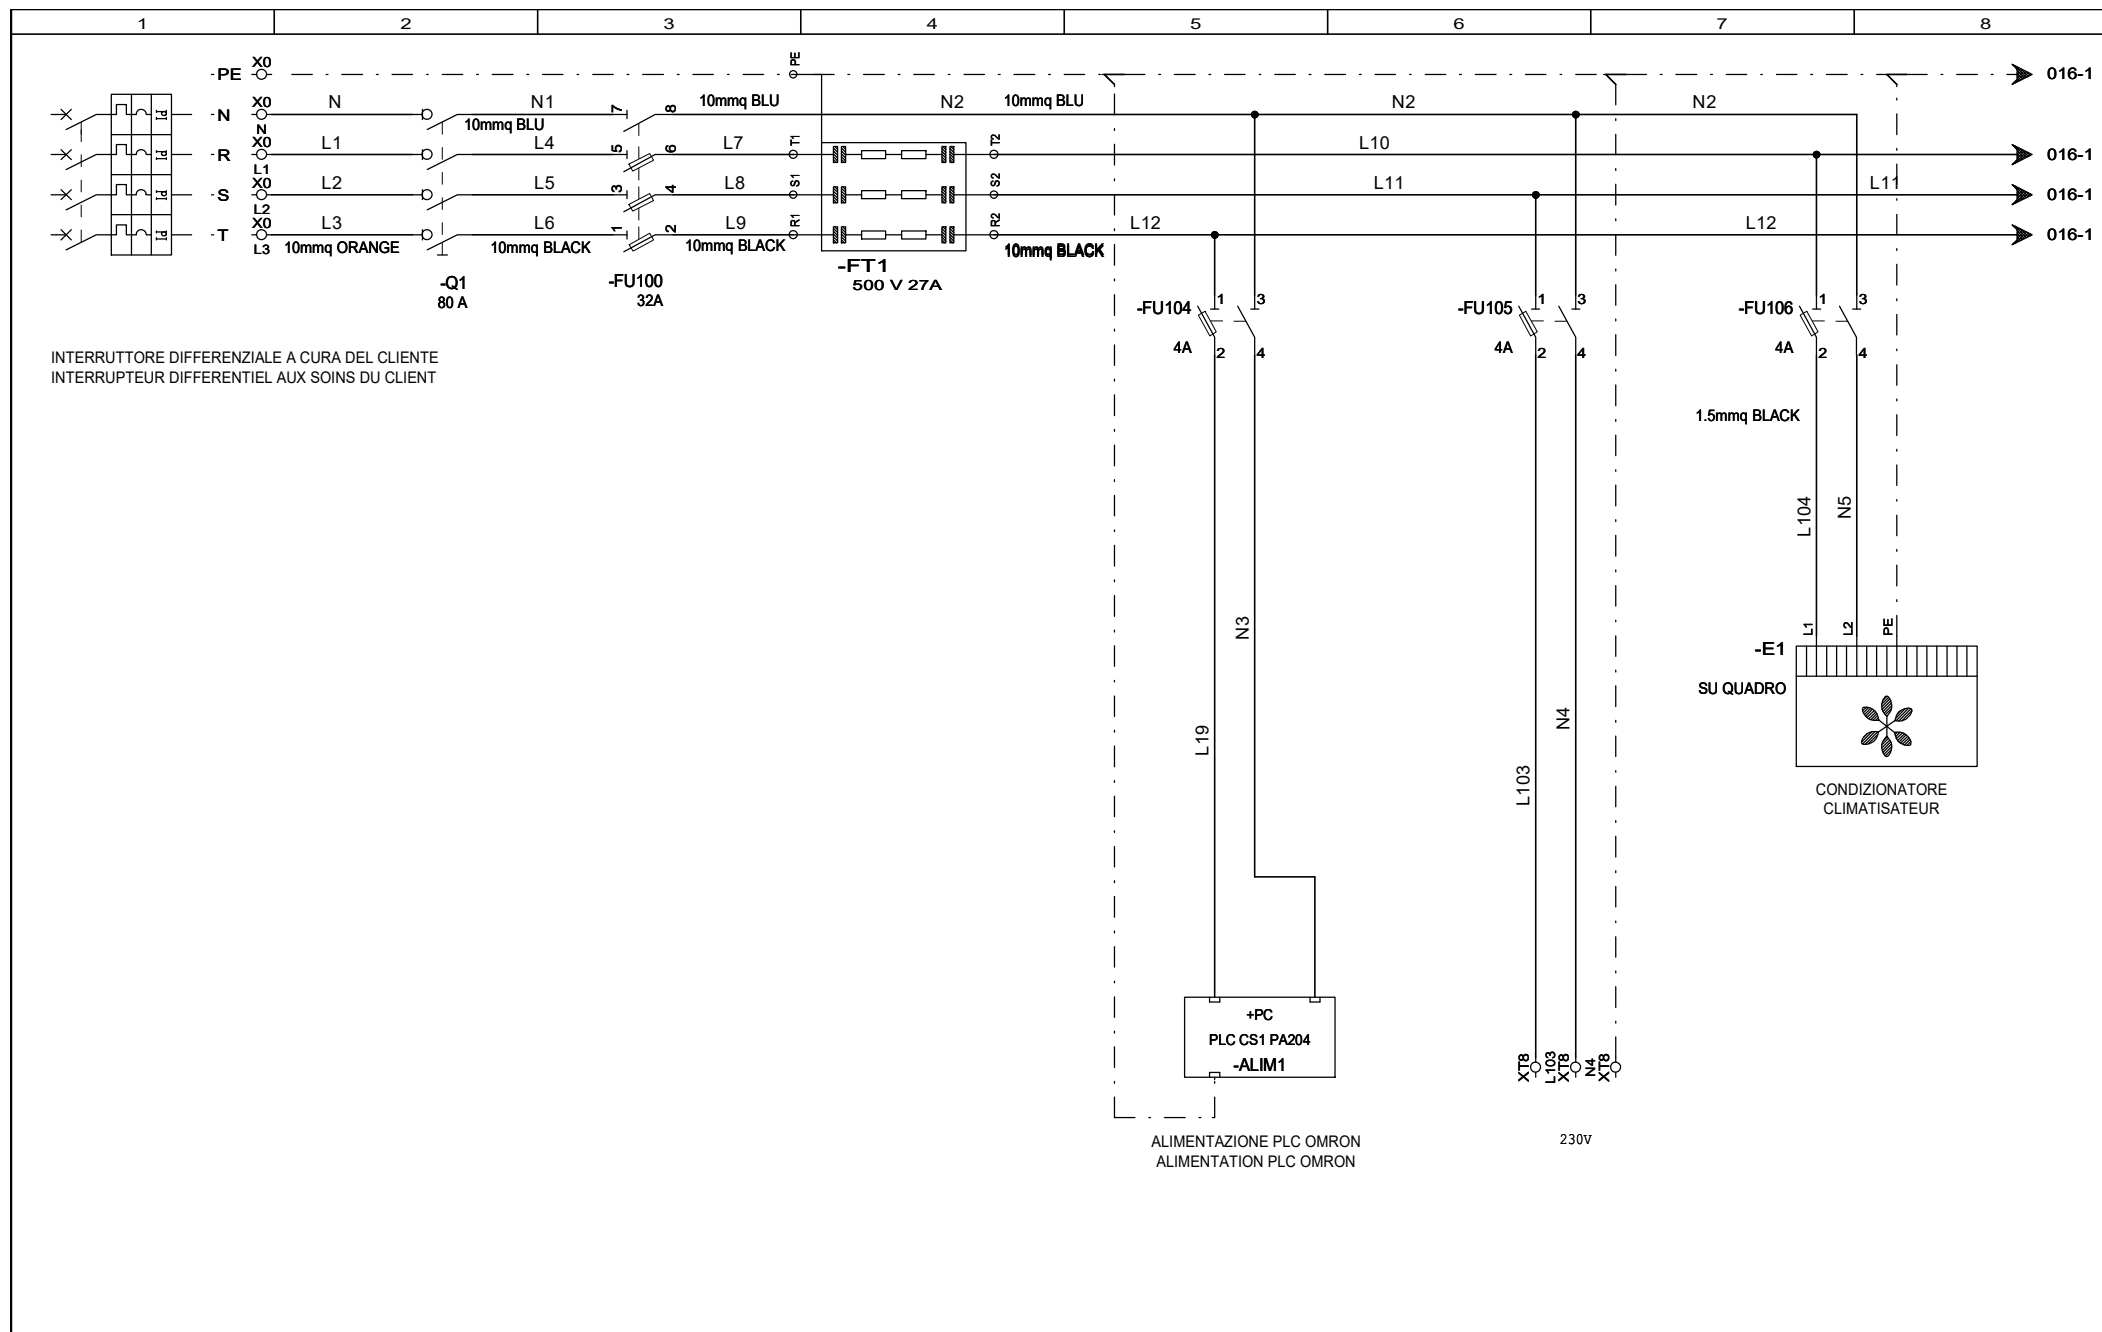 1 2 3 4 5 6 7 8
-PE X0 PE 016-1
PI -N X0 N N1 7 8 10mmq BLU N2 10mmq BLU N2 N2
N 10mmq BLU
PI -R X0 L1 L4 5 6 L7 T1 T2 L10 016-1
L1
PI -S X0 L2 L5 3 4 L8 S1 S2 L11 L11 016-1
L2
PI -T X0 L3 L6 1 2 L9 R1 R2 L12 L12 016-1
L3 10mmq ORANGE 10mmq BLACK 10mmq BLACK 10mmq BLACK
-Q1
80 A
-FU100
32A
-FT1
500 V 27A
-FU104 1 3
4A 2 4
-FU105 1 3
4A 2 4
-FU106 1 3
4A 2 4
INTERRUTTORE DIFFERENZIALE A CURA DEL CLIENTE
INTERRUPTEUR DIFFERENTIEL AUX SOINS DU CLIENT
1.5mmq BLACK
L104 N5
N3
L1 L2 PE
-E1
SU QUADRO
L19
N4
L103
CONDIZIONATORE
CLIMATISATEUR
+PC
PLC CS1 PA204
-ALIM1
XT8 L103 XT8 N4 XT8
ALIMENTAZIONE PLC OMRON
ALIMENTATION PLC OMRON
230V